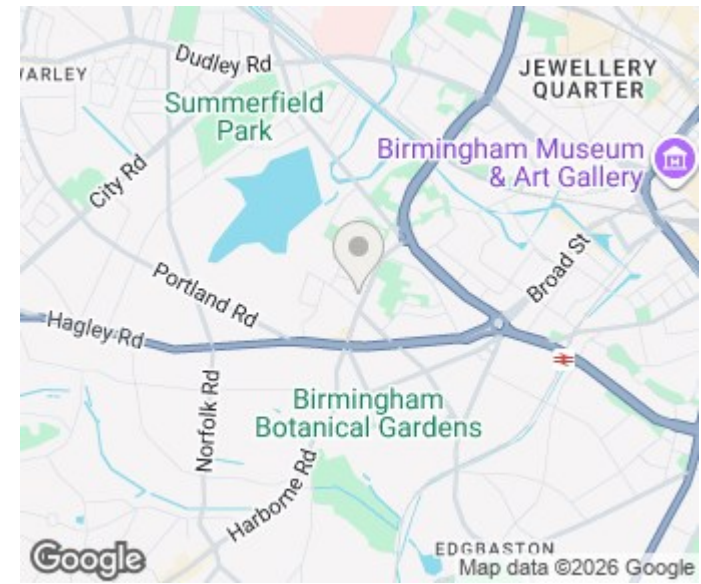 Dudley Rd
JEWELLERY
QUARTER
Summerfield
Park
Birmingham Museum
& Art Gallery
City Rd
Broad St
Portland Rd
Hagley Rd
Norfolk Rd
Birmingham
Botanical Gardens
Harborne Rd
EDGBASTON
Google
Map data ©2026 Google